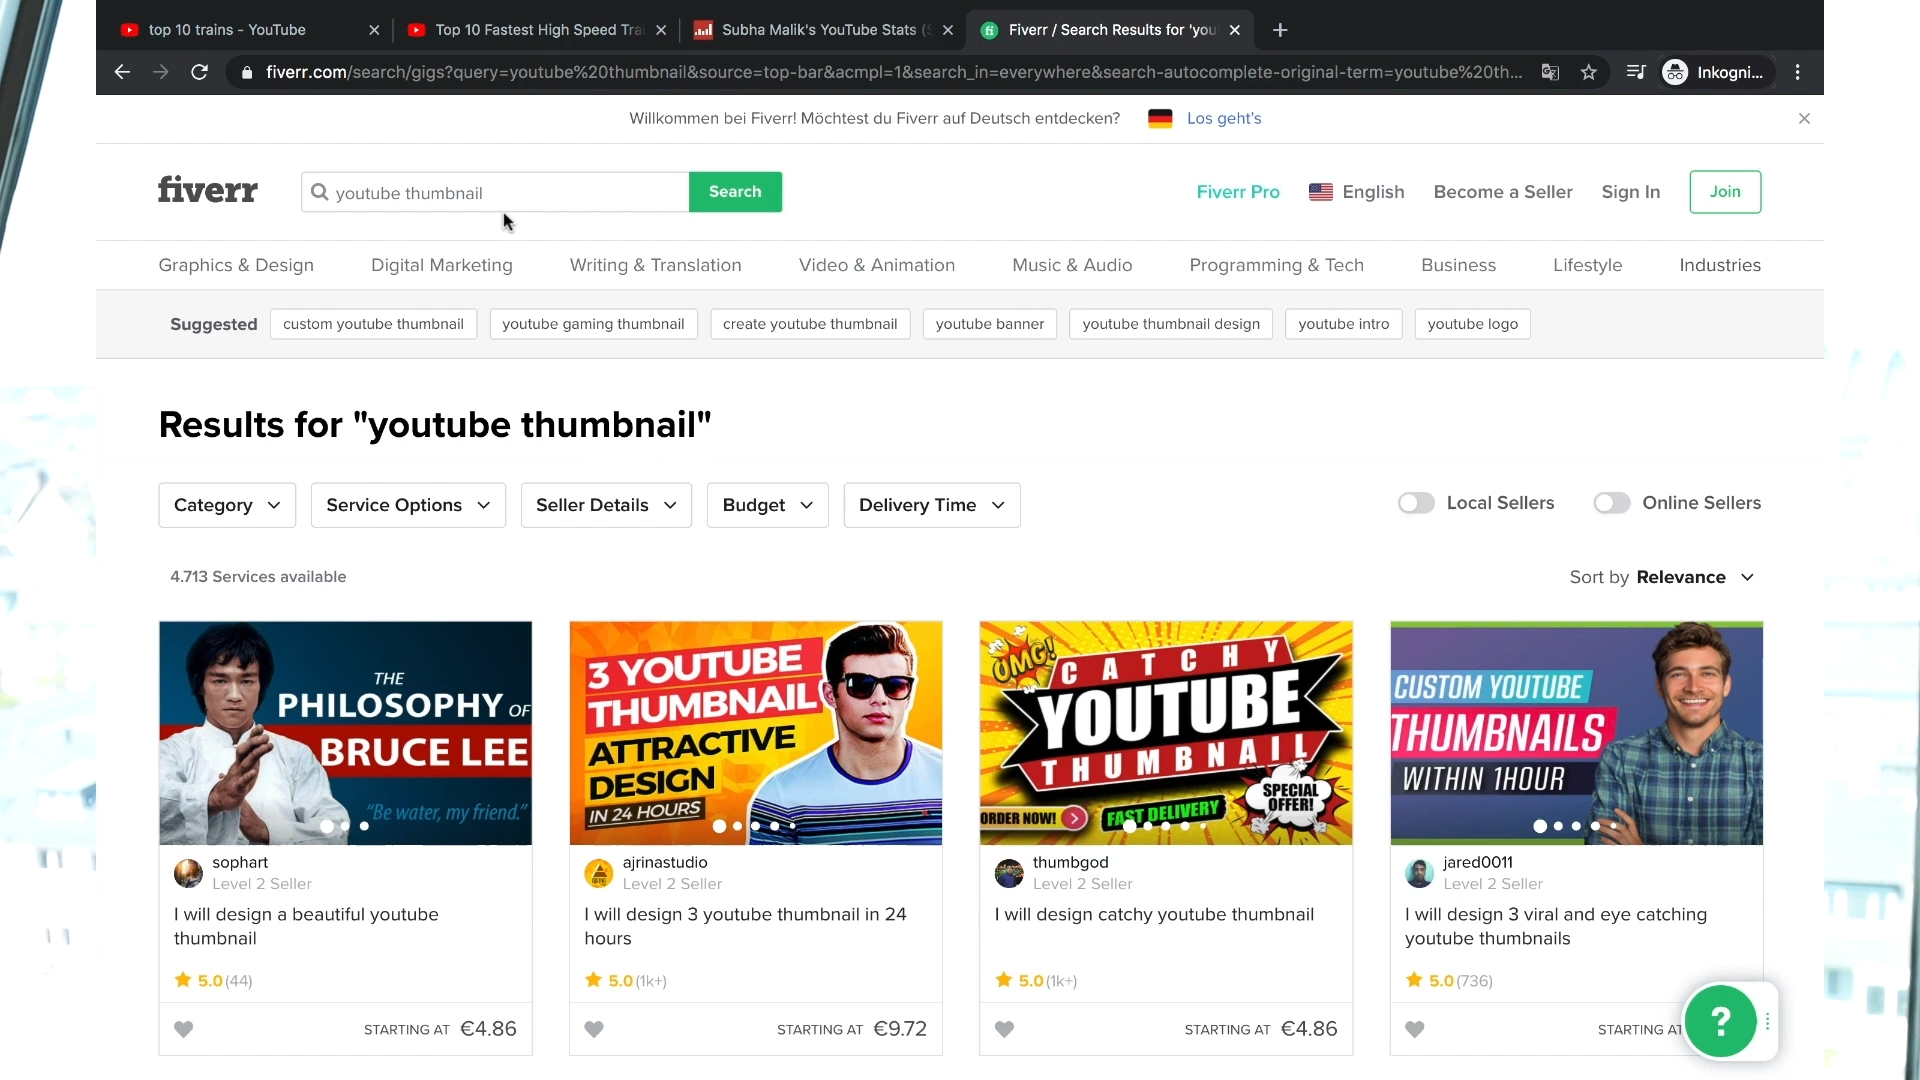 top 10 trains - YouTube
Top 10 Fastest High Speed Tra
Subha Malik's YouTube Stats (S
Fiverr / Search Results for 'you
fiverr.com/search/gigs?query=youtube%20thumbnail&source=top-bar&acmpl=1&search_in=everywhere&search-autocomplete-original-term=youtube%20th...
Inkogni...
Willkommen bei Fiverr! Möchtest du Fiverr auf Deutsch entdecken? Los geht's
fiverr
youtube thumbnail
Search
Fiverr Pro
English
Become a Seller
Sign In
Join
Graphics & Design
Digital Marketing
Writing & Translation
Video & Animation
Music & Audio
Programming & Tech
Business
Lifestyle
Industries
Suggested
custom youtube thumbnail
youtube gaming thumbnail
create youtube thumbnail
youtube banner
youtube thumbnail design
youtube intro
youtube logo
Results for "youtube thumbnail"
Category
Service Options
Seller Details
Budget
Delivery Time
Local Sellers
Online Sellers
4.713 Services available
Sort by Relevance
THE
PHILOSOPHY OF
BRUCE LEE
"Be water, my friend."
sophart
Level 2 Seller
I will design a beautiful youtube
thumbnail
5.0 (44)
STARTING AT €4.86
3 YOUTUBE
THUMBNAIL
ATTRACTIVE
DESIGN
IN 24 HOURS
ajrinastudio
Level 2 Seller
I will design 3 youtube thumbnail in 24
hours
5.0 (1k+)
STARTING AT €9.72
OMG!
CATCHY
YOUTUBE
THUMBNAIL
SPECIAL
OFFER!
ORDER NOW!
FAST DELIVERY
thumbgod
Level 2 Seller
I will design catchy youtube thumbnail
5.0 (1k+)
STARTING AT €4.86
CUSTOM YOUTUBE
THUMBNAILS
WITHIN 1HOUR
jared0011
Level 2 Seller
I will design 3 viral and eye catching
youtube thumbnails
5.0 (736)
STARTING AT
?